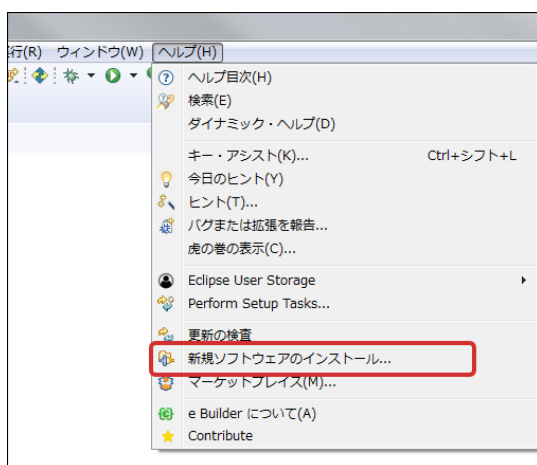 行(R) ウィンドウ(W) ヘルプ(H)
ヘルプ目次(H)
検索(E)
ダイナミック・ヘルプ(D)
キー・アシスト(K)... Ctrl+シフト+L
今日のヒント(Y)
ヒント(T)...
バグまたは拡張を報告...
虎の巻の表示(C)...
Eclipse User Storage
Perform Setup Tasks...
更新の検査
新規ソフトウェアのインストール...
マーケットプレイス(M)...
e Builder について(A)
Contribute